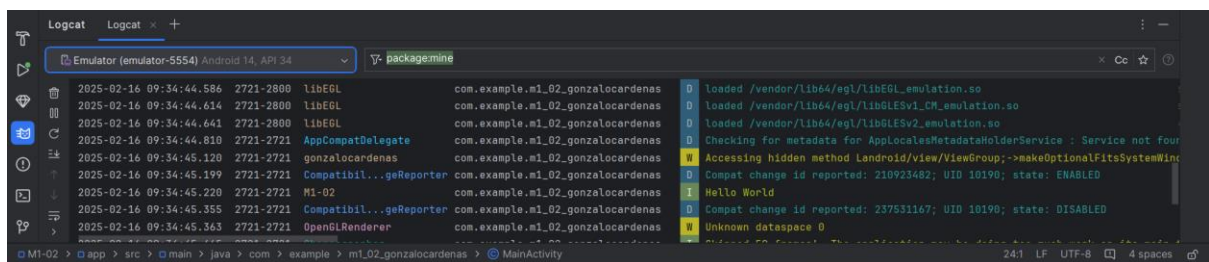 Logcat Logcat × +
Emulator (emulator-5554) Android 14, API 34 package:mine × Cc
2025-02-16 09:34:44.586 2721-2800 libEGL com.example.m1_02_gonzalocardenas D loaded /vendor/lib64/egl/libEGL_emulation.so
2025-02-16 09:34:44.614 2721-2800 libEGL com.example.m1_02_gonzalocardenas D loaded /vendor/lib64/egl/libGLESv1_CM_emulation.so
2025-02-16 09:34:44.641 2721-2800 libEGL com.example.m1_02_gonzalocardenas D loaded /vendor/lib64/egl/libGLESv2_emulation.so
2025-02-16 09:34:44.810 2721-2721 AppCompatDelegate com.example.m1_02_gonzalocardenas D Checking for metadata for AppLocalesMetadataHolderService : Service not four
2025-02-16 09:34:45.120 2721-2721 gonzalocardenas com.example.m1_02_gonzalocardenas W Accessing hidden method Landroid/view/ViewGroup;->makeOptionalFitsSystemWind
2025-02-16 09:34:45.199 2721-2721 Compatibil...geReporter com.example.m1_02_gonzalocardenas D Compat change id reported: 210923482; UID 10190; state: ENABLED
2025-02-16 09:34:45.220 2721-2721 M1-02 com.example.m1_02_gonzalocardenas I Hello World
2025-02-16 09:34:45.355 2721-2721 Compatibil...geReporter com.example.m1_02_gonzalocardenas D Compat change id reported: 237531167; UID 10190; state: DISABLED
2025-02-16 09:34:45.363 2721-2721 OpenGLRenderer com.example.m1_02_gonzalocardenas W Unknown dataspace 0
M1-02 > app > src > main > java > com > example > m1_02_gonzalocardenas > MainActivity 24:1 LF UTF-8 4 spaces